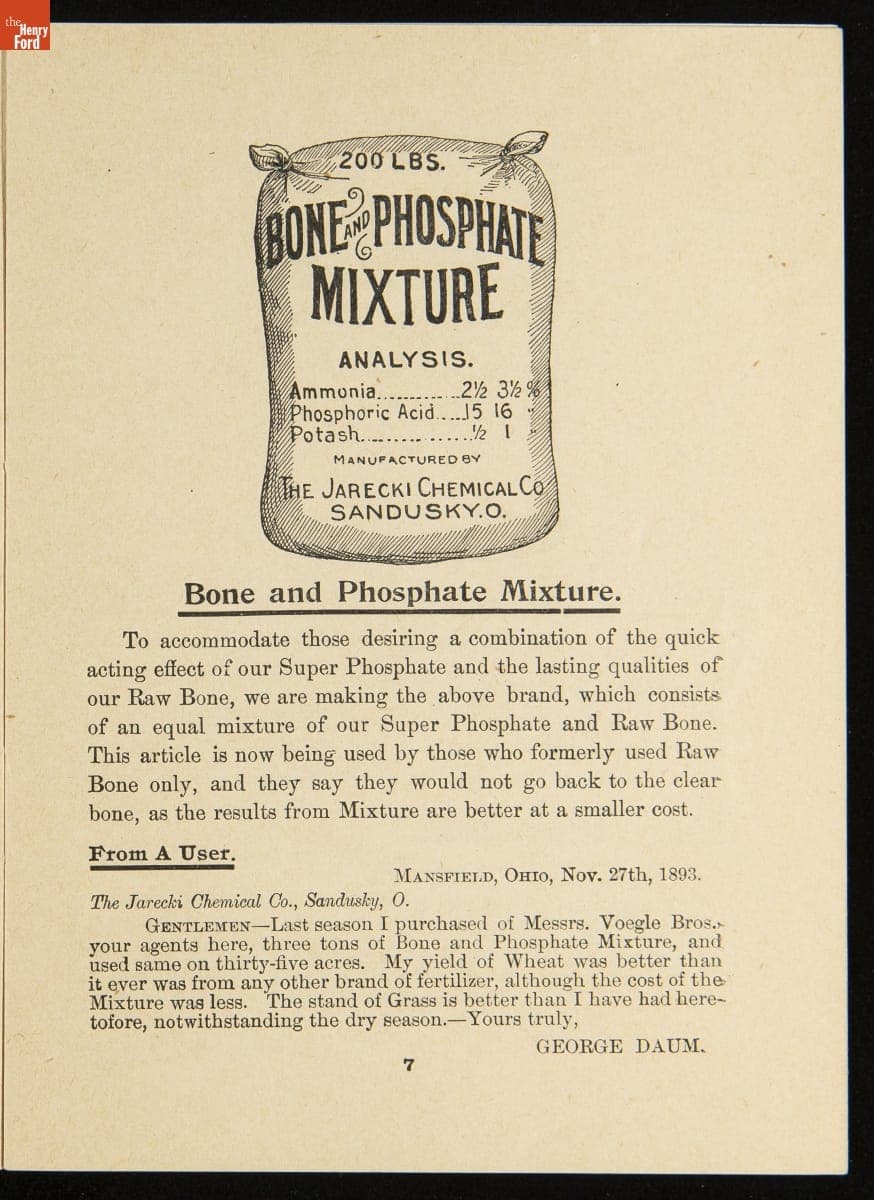 the
Henry
Ford
200 LBS.
BONE AND PHOSPHATE
MIXTURE
ANALYSIS.
Ammonia............2½ 3½ %
Phosphoric Acid....15 16 "
Potash...............½ 1 "
MANUFACTURED BY
THE JARECKI CHEMICAL CO
SANDUSKY.O.
Bone and Phosphate Mixture.
To accommodate those desiring a combination of the quick
acting effect of our Super Phosphate and the lasting qualities of
our Raw Bone, we are making the above brand, which consists
of an equal mixture of our Super Phosphate and Raw Bone.
This article is now being used by those who formerly used Raw
Bone only, and they say they would not go back to the clear
bone, as the results from Mixture are better at a smaller cost.
From A User.
MANSFIELD, OHIO, Nov. 27th, 1893.
The Jarecki Chemical Co., Sandusky, O.
GENTLEMEN—Last season I purchased of Messrs. Voegle Bros.,
your agents here, three tons of Bone and Phosphate Mixture, and
used same on thirty-five acres. My yield of Wheat was better than
it ever was from any other brand of fertilizer, although the cost of the
Mixture was less. The stand of Grass is better than I have had here-
tofore, notwithstanding the dry season.—Yours truly,
GEORGE DAUM.
7